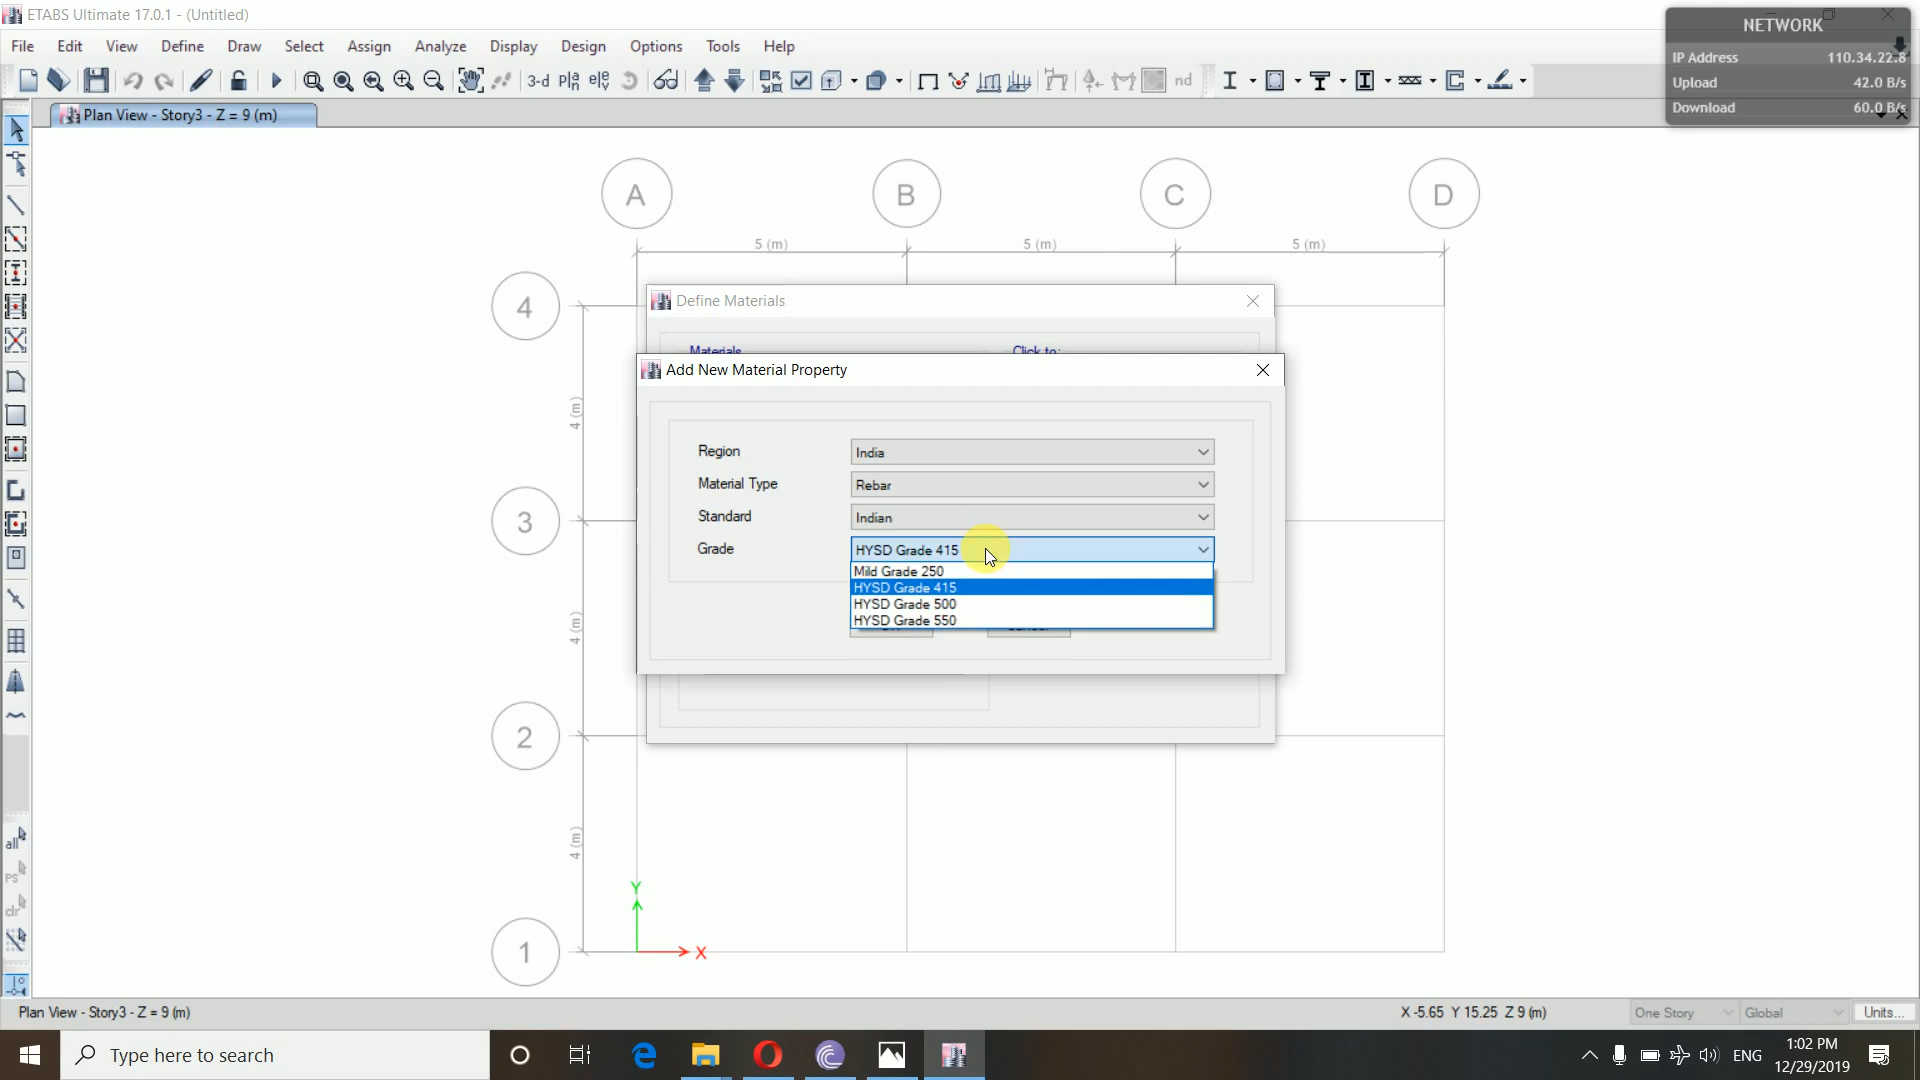 ETABS Ultimate 17.0.1 - (Untitled)
File Edit View Define Draw Select Assign Analyze Display Design Options Tools Help
NETWORK
IP Address 110.34.22.8
Upload 42.0 B/s
Download 60.0 B/s
3-d
nd
Plan View - Story3 - Z = 9 (m)
A B C D
5 (m) 5 (m) 5 (m)
4
3
2
1
4 (m)
4 (m)
4 (m)
Define Materials
Materials Click to:
Add New Material Property
Region India
Material Type Rebar
Standard Indian
Grade HYSD Grade 415
Mild Grade 250
HYSD Grade 415
HYSD Grade 500
HYSD Grade 550
Y
X
all
ps
clr
Plan View - Story3 - Z = 9 (m)
X -5.65 Y 15.25 Z 9 (m)
One Story Global Units...
Type here to search
ENG
1:02 PM
12/29/2019